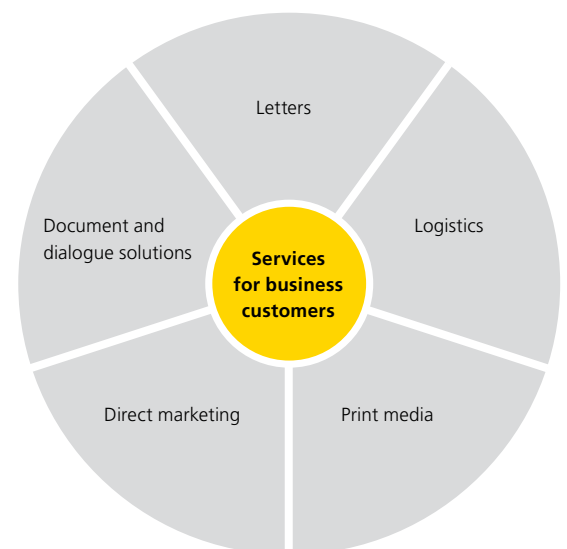 Letters
Document and
dialogue solutions
Logistics
Services
for business
customers
Direct marketing
Print media